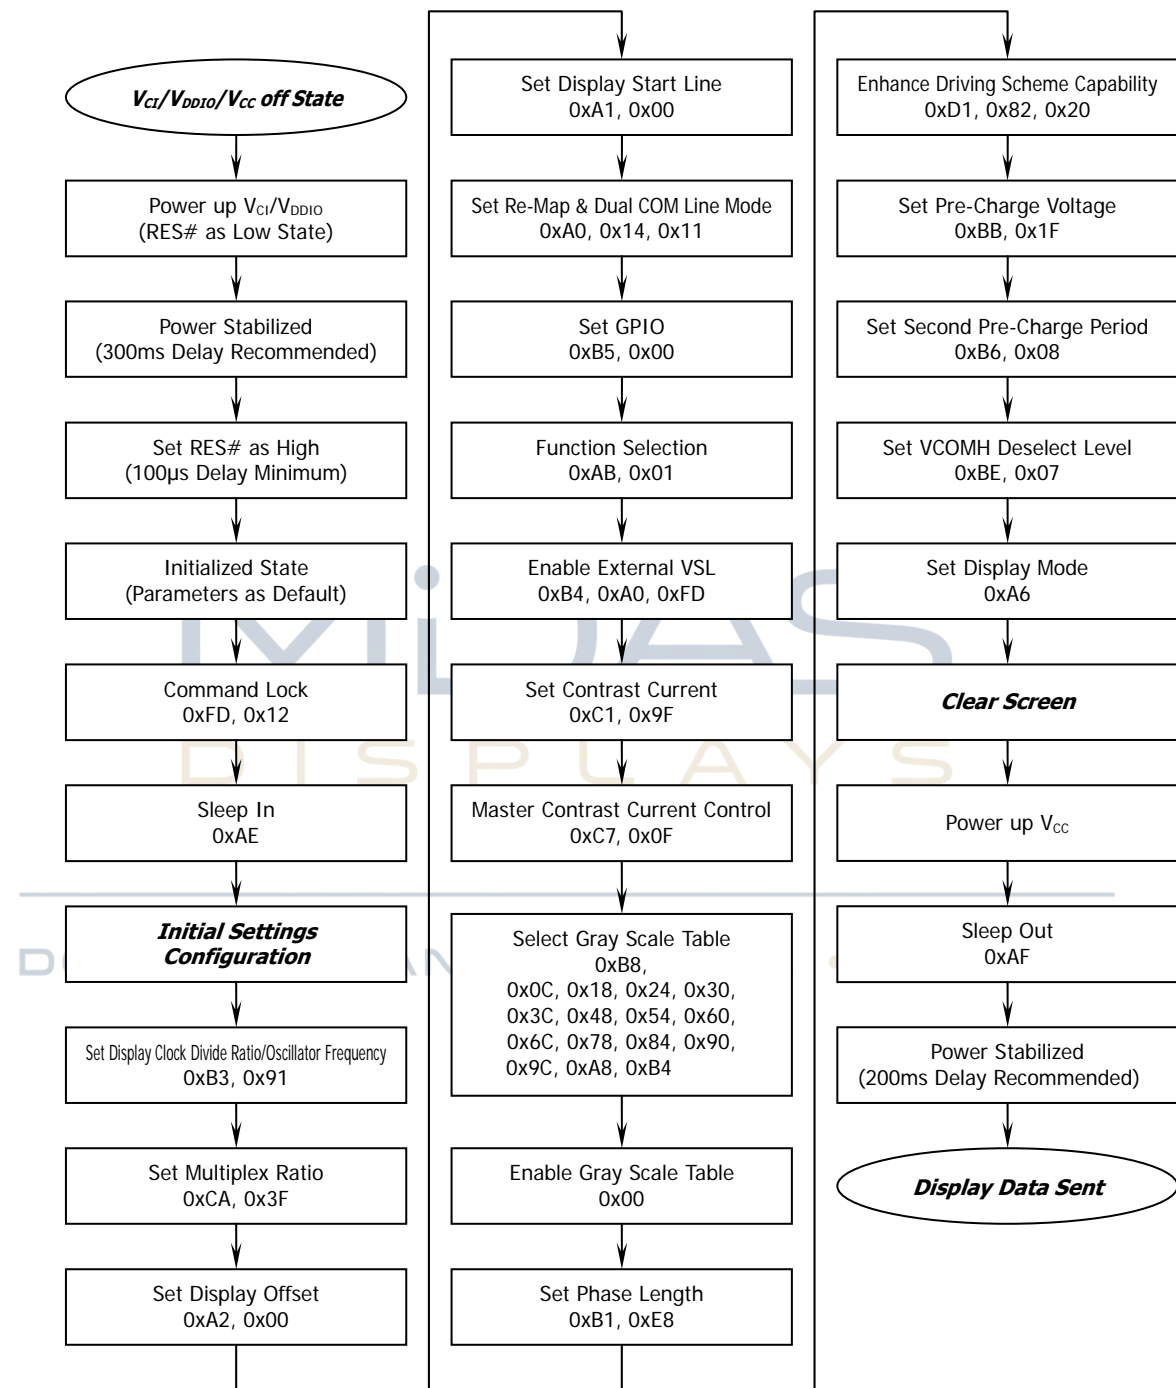 V_CI/V_DDIO/V_CC off State
Power up V_CI/V_DDIO
(RES# as Low State)
Power Stabilized
(300ms Delay Recommended)
Set RES# as High
(100µs Delay Minimum)
Initialized State
(Parameters as Default)
Command Lock
0xFD, 0x12
Sleep In
0xAE
Initial Settings
Configuration
Set Display Clock Divide Ratio/Oscillator Frequency
0xB3, 0x91
Set Multiplex Ratio
0xCA, 0x3F
Set Display Offset
0xA2, 0x00
Set Display Start Line
0xA1, 0x00
Set Re-Map & Dual COM Line Mode
0xA0, 0x14, 0x11
Set GPIO
0xB5, 0x00
Function Selection
0xAB, 0x01
Enable External VSL
0xB4, 0xA0, 0xFD
Set Contrast Current
0xC1, 0x9F
Master Contrast Current Control
0xC7, 0x0F
Select Gray Scale Table
0xB8,
0x0C, 0x18, 0x24, 0x30,
0x3C, 0x48, 0x54, 0x60,
0x6C, 0x78, 0x84, 0x90,
0x9C, 0xA8, 0xB4
Enable Gray Scale Table
0x00
Set Phase Length
0xB1, 0xE8
Enhance Driving Scheme Capability
0xD1, 0x82, 0x20
Set Pre-Charge Voltage
0xBB, 0x1F
Set Second Pre-Charge Period
0xB6, 0x08
Set VCOMH Deselect Level
0xBE, 0x07
Set Display Mode
0xA6
Clear Screen
Power up V_CC
Sleep Out
0xAF
Power Stabilized
(200ms Delay Recommended)
Display Data Sent
MIDAS
DISPLAYS